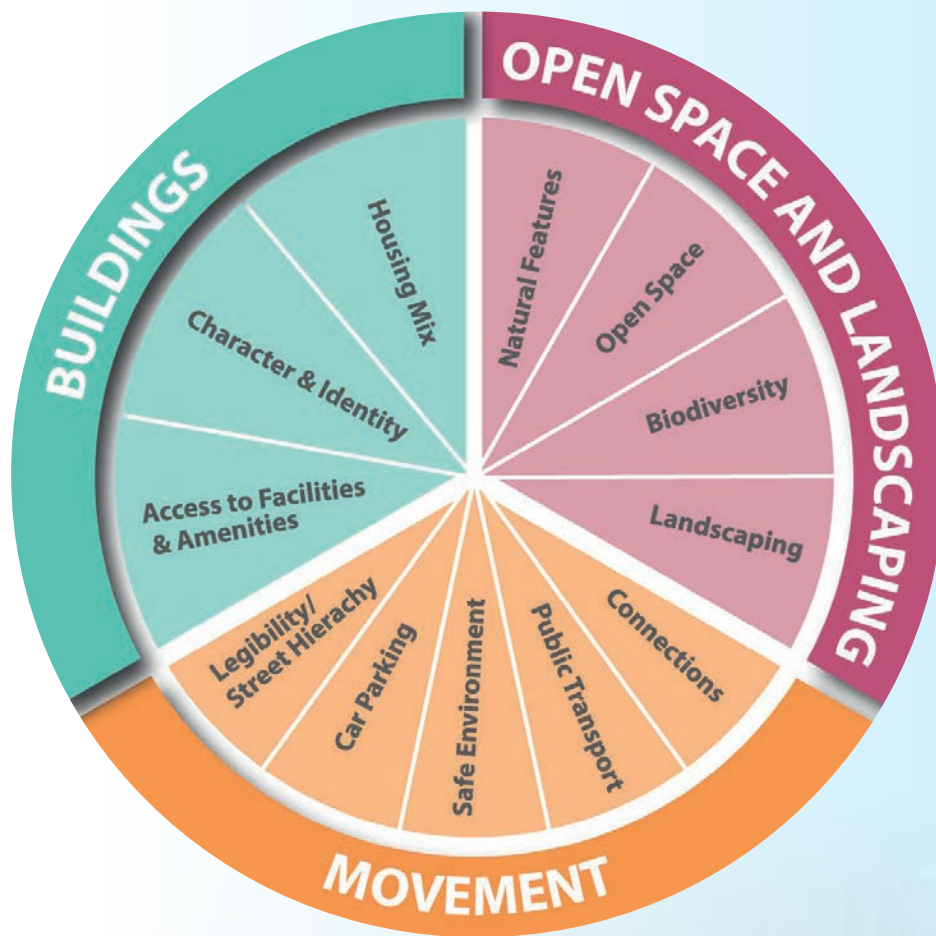 OPEN SPACE AND LANDSCAPING
Natural Features
Open Space
Biodiversity
Landscaping
MOVEMENT
Connections
Public Transport
Safe Environment
Car Parking
Legibility/
Street Hierachy
BUILDINGS
Access to Facilities
& Amenities
Character & Identity
Housing Mix